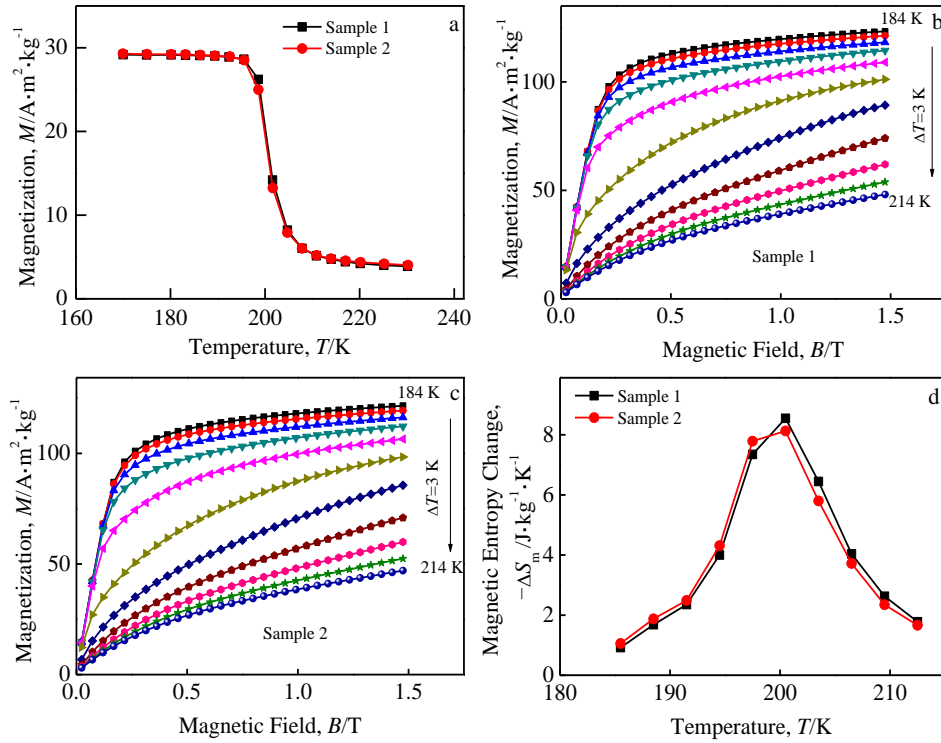 a
Sample 1
Sample 2
Magnetization, M/A·m²·kg⁻¹
30
20
10
0
160 180 200 220 240
Temperature, T/K
b
184 K
ΔT=3 K
214 K
Sample 1
Magnetization, M/A·m²·kg⁻¹
100
50
0
0.0 0.5 1.0 1.5
Magnetic Field, B/T
c
184 K
ΔT=3 K
214 K
Sample 2
Magnetization, M/A·m²·kg⁻¹
100
50
0
0.0 0.5 1.0 1.5
Magnetic Field, B/T
d
Sample 1
Sample 2
Magnetic Entropy Change,
−ΔSₘ/J·kg⁻¹·K⁻¹
8
6
4
2
0
180 190 200 210
Temperature, T/K